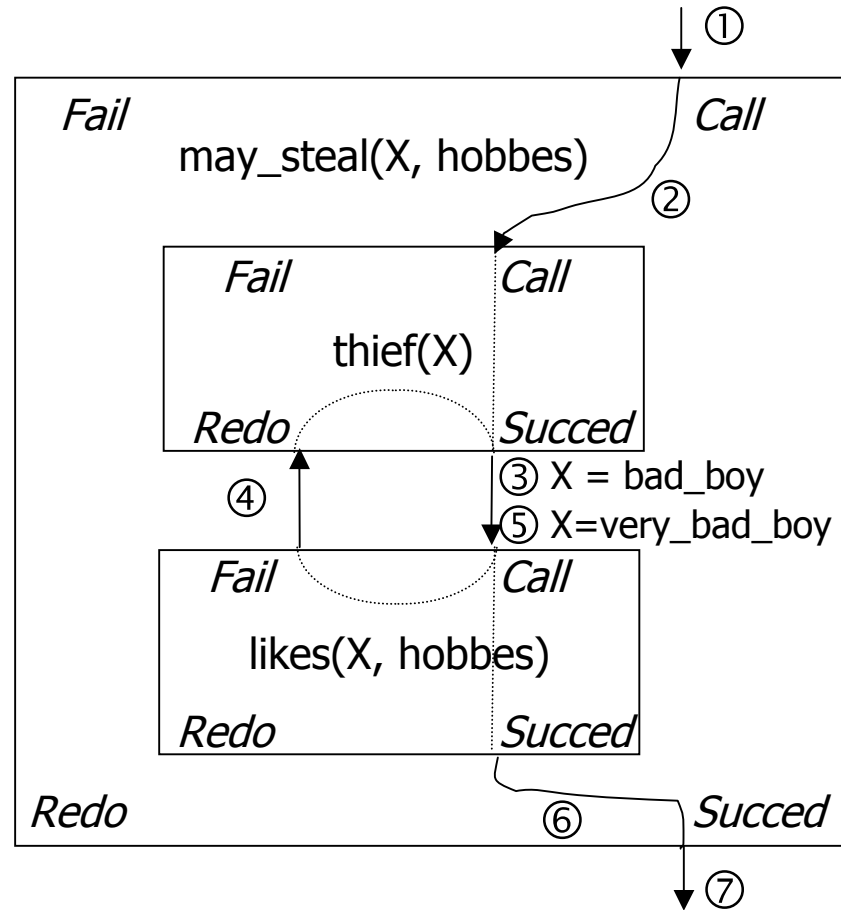 ①
Fail Call
may_steal(X, hobbes)
②
Fail Call
thief(X)
Redo Succed
③ X = bad_boy
④
⑤ X=very_bad_boy
Fail Call
likes(X, hobbes)
Redo Succed
Redo ⑥ Succed
⑦